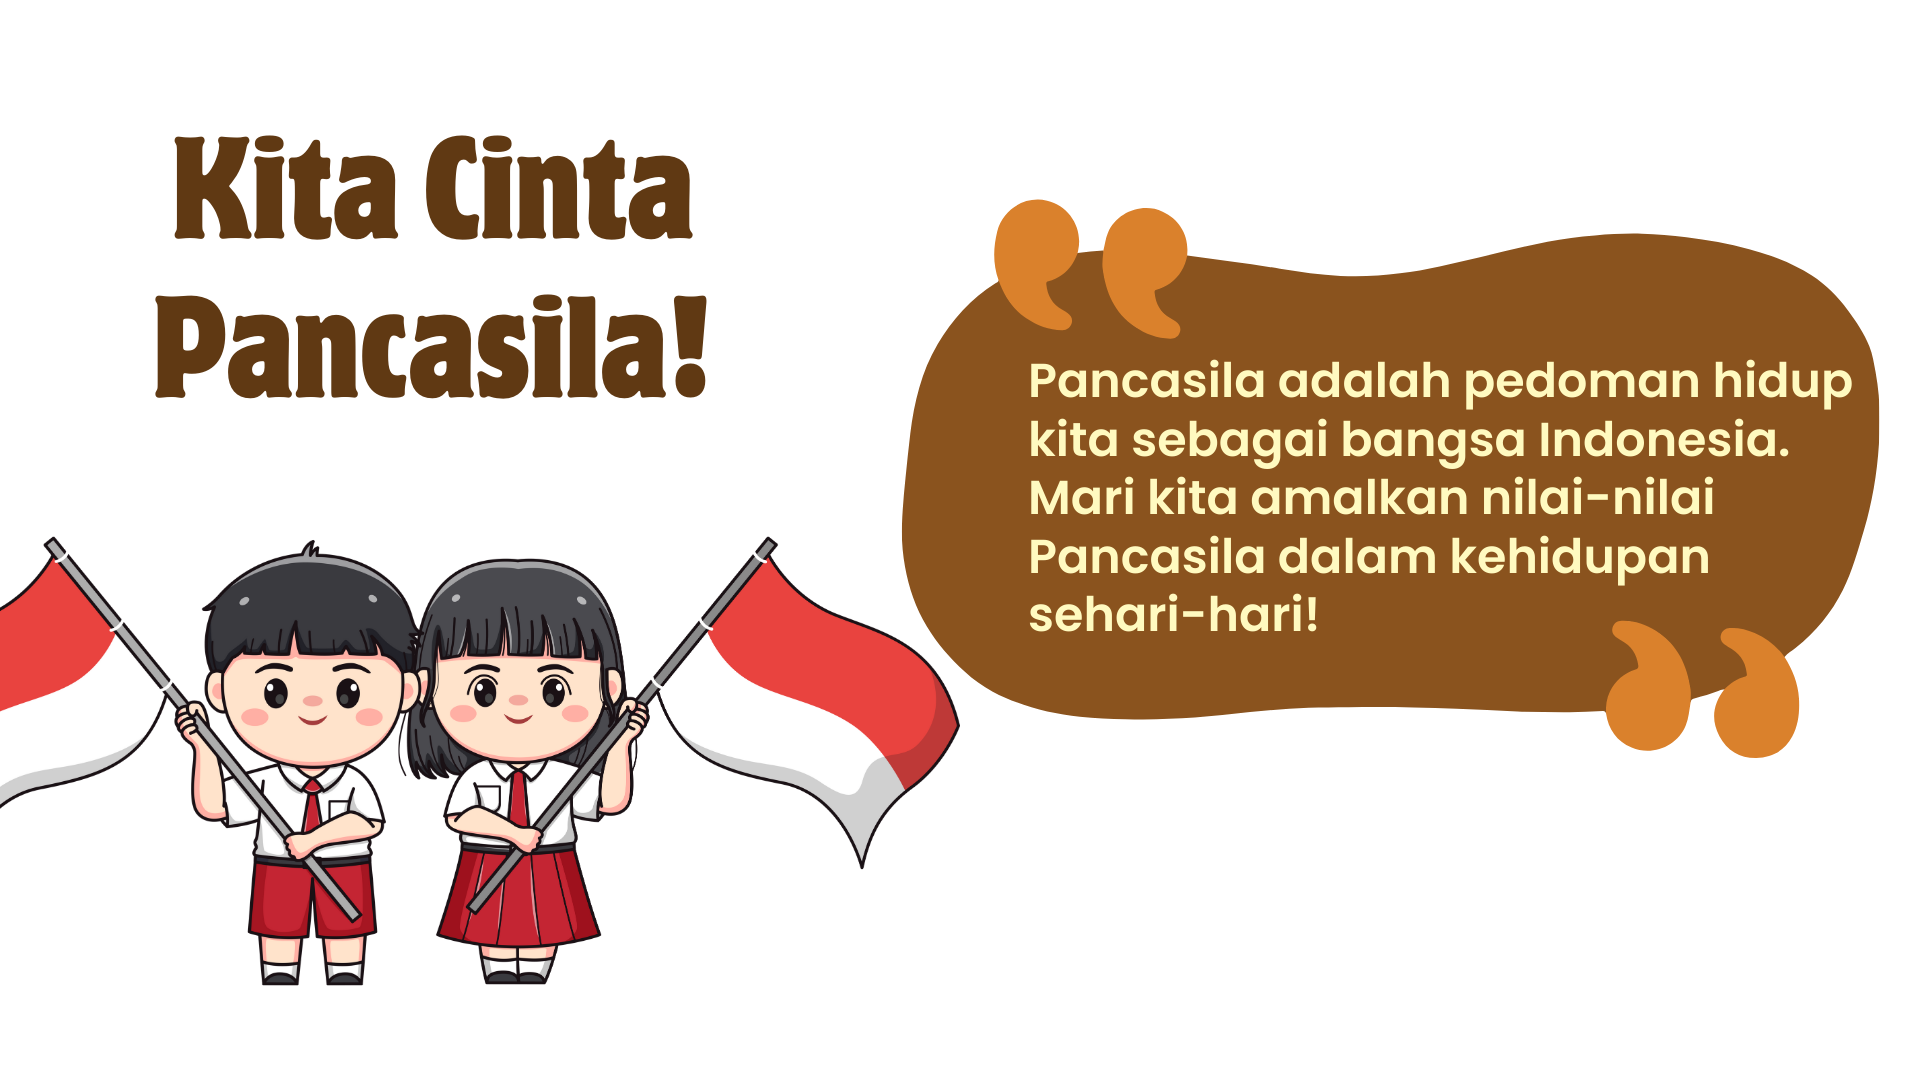 Kita Cinta
Pancasila!
Pancasila adalah pedoman hidup
kita sebagai bangsa Indonesia.
Mari kita amalkan nilai-nilai
Pancasila dalam kehidupan
sehari-hari!